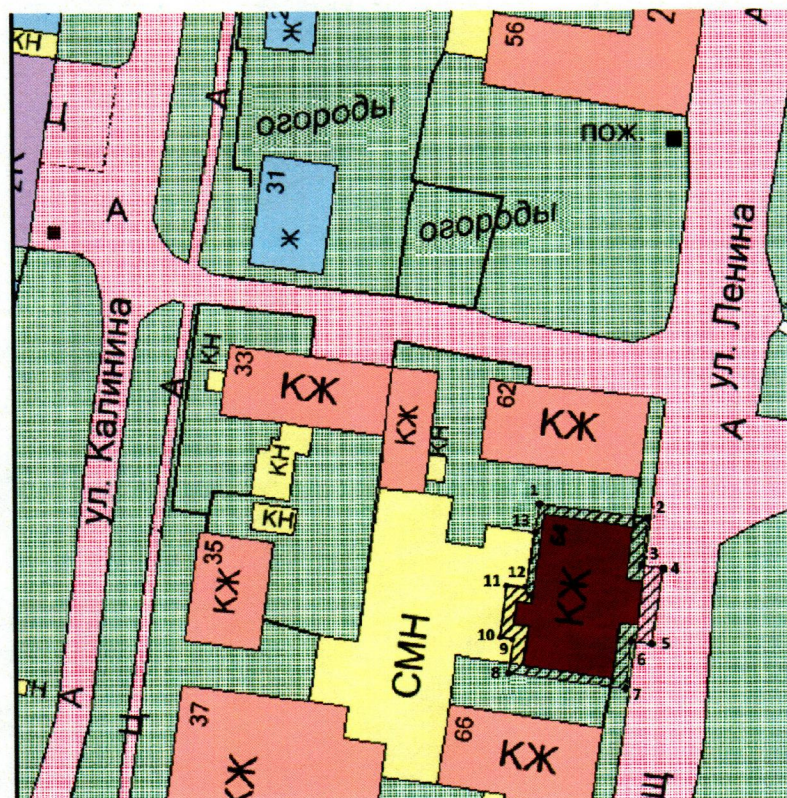 КН
Ж
56
2
А
Ц
А
огороды
пож.
31
Ж
А
огороды
ул. Ленина
ул. Калинина
КН
33
КЖ
А
КЖ
62
КЖ
А
КН
КН
КН
35
КЖ
СМН
КЖ
1
2
3
4
5
6
7
8
9
10
11
12
13
Н
А
Ц
37
КЖ
66
КЖ
Щ